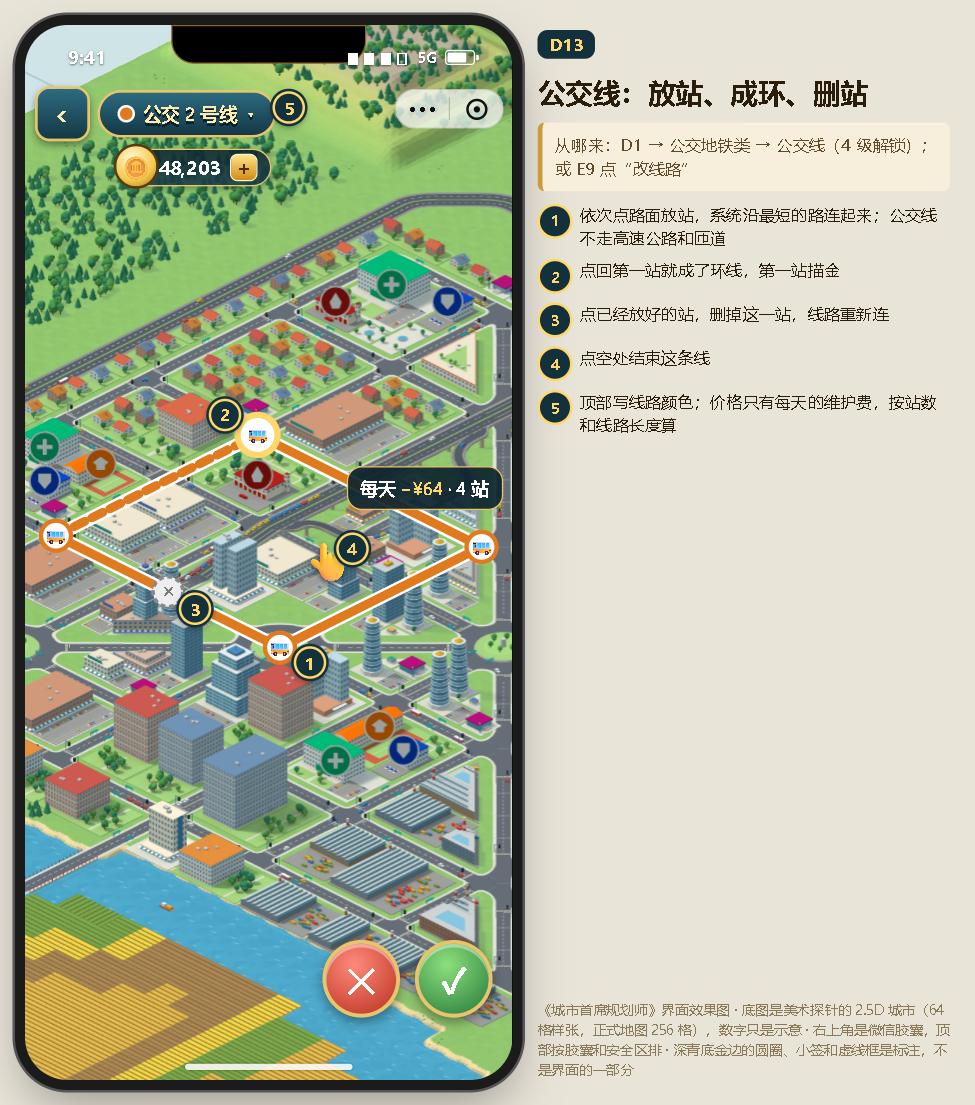 9:41
5G
公交 2 号线
5
48,203
+
2
每天 -¥64 · 4 站
4
3
1
D13
公交线：放站、成环、删站
从哪来：D1 → 公交地铁类 → 公交线（4 级解锁）；
或 E9 点“改线路”
1 依次点路面放站，系统沿最短的路连起来；公交线
不走高速公路和匝道
2 点回第一站就成了环线，第一站描金
3 点已经放好的站，删掉这一站，线路重新连
4 点空处结束这条线
5 顶部写线路颜色；价格只有每天的维护费，按站数
和线路长度算
《城市首席规划师》界面效果图 · 底图是美术探针的 2.5D 城市（64
格样张，正式地图 256 格），数字只是示意 · 右上角是微信胶囊，顶
部按胶囊和安全区排 · 深青底金边的圆圈、小签和虚线框是标注，不
是界面的一部分